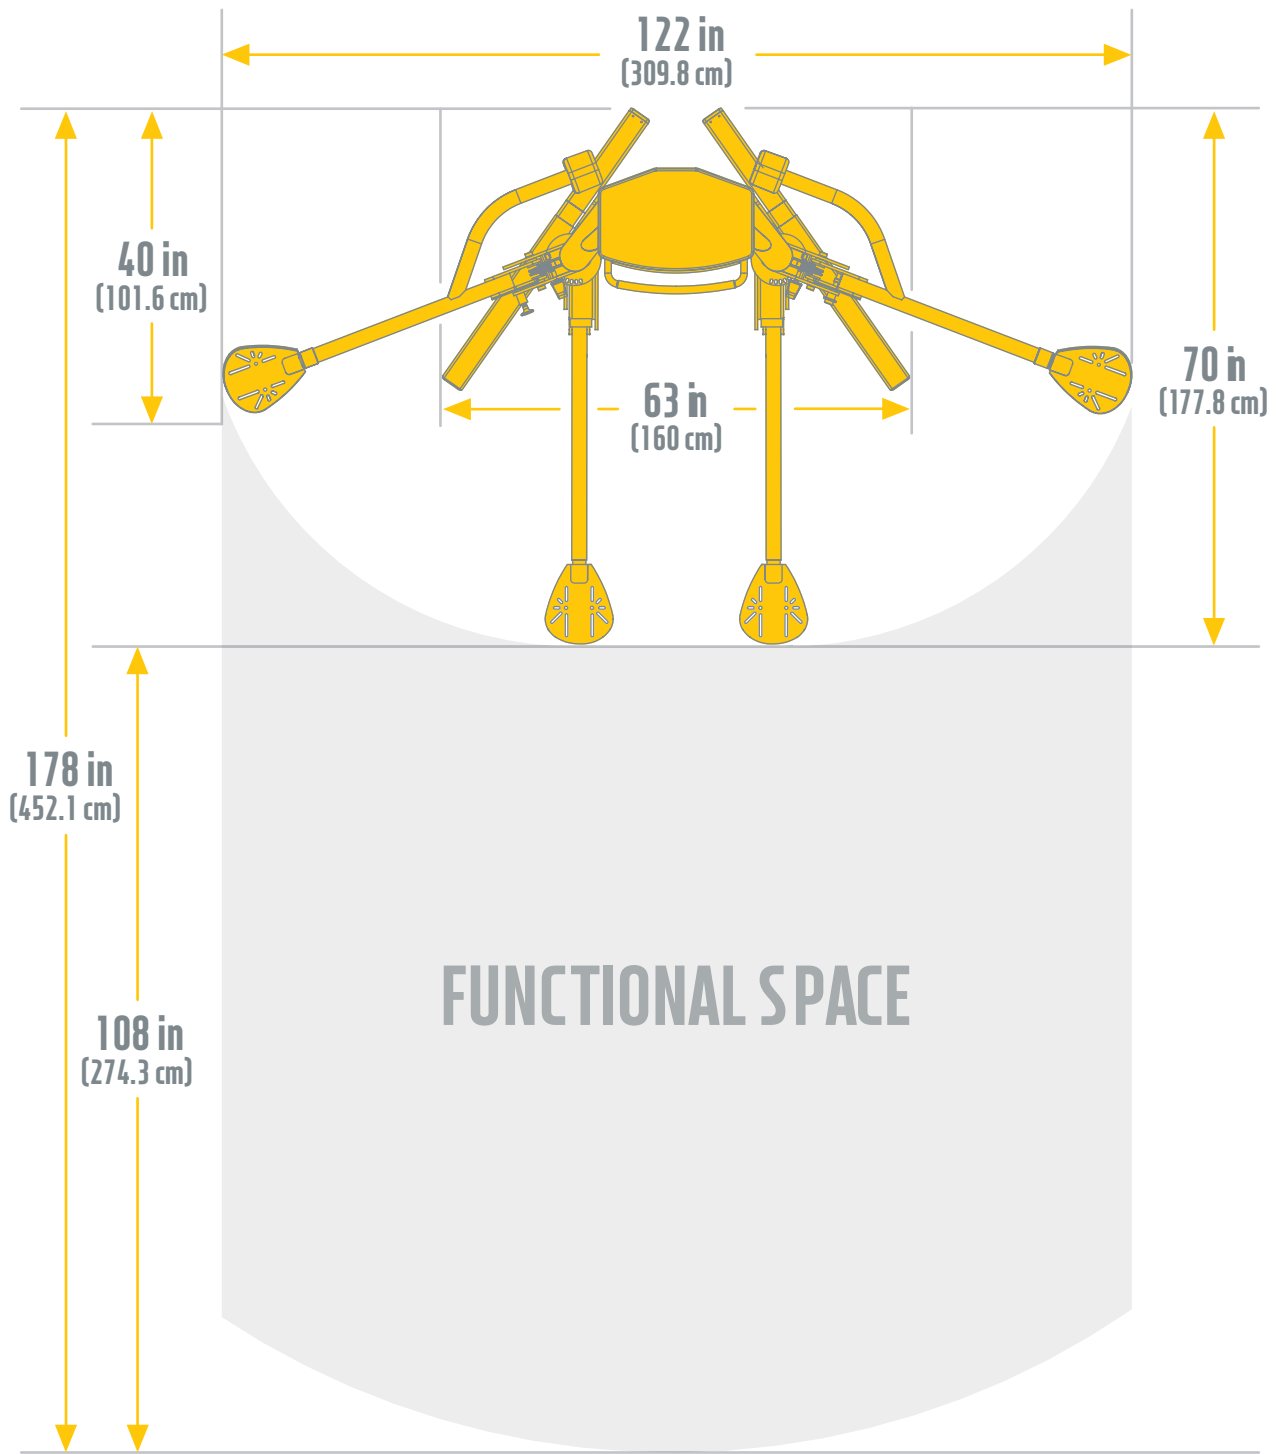 122 in
(309.8 cm)
40 in
(101.6 cm)
70 in
(177.8 cm)
63 in
(160 cm)
178 in
(452.1 cm)
FUNCTIONAL SPACE
108 in
(274.3 cm)